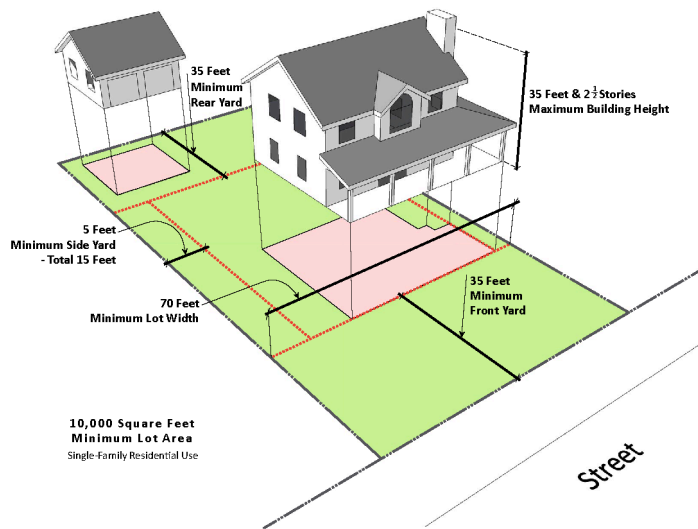 35 Feet
Minimum
Rear Yard
35 Feet & 2 ½ Stories
Maximum Building Height
5 Feet
Minimum Side Yard
- Total 15 Feet
70 Feet
Minimum Lot Width
35 Feet
Minimum
Front Yard
10,000 Square Feet
Minimum Lot Area
Single-Family Residential Use
Street